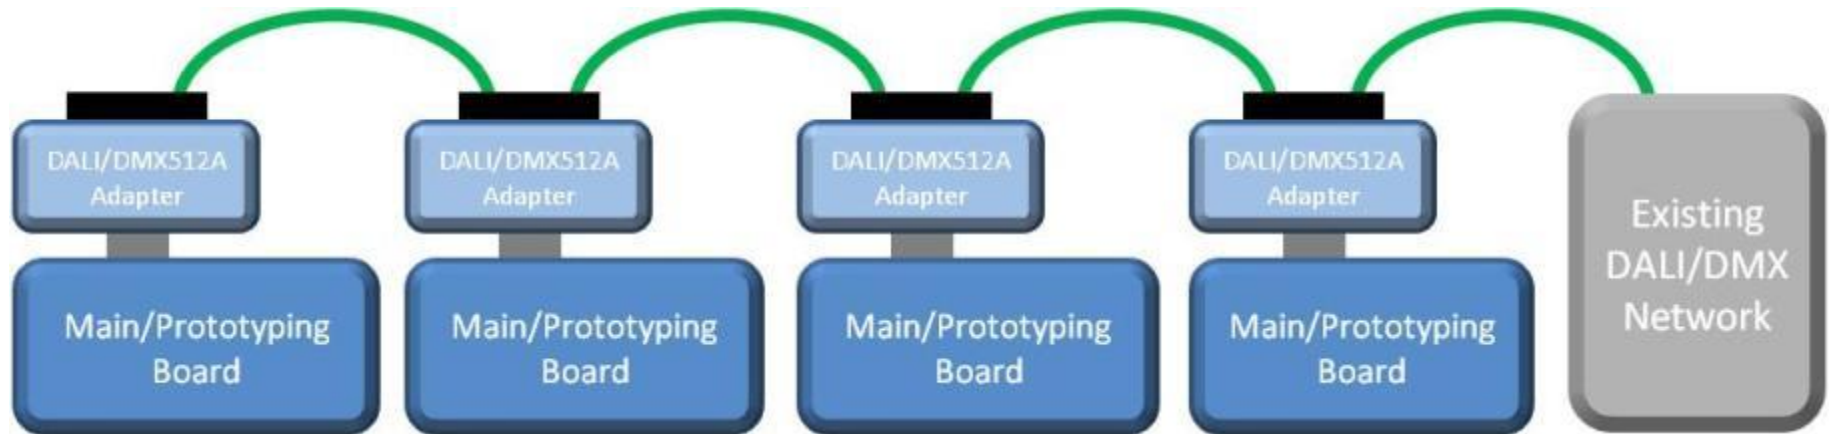 DALI/DMX512A
Adapter
DALI/DMX512A
Adapter
DALI/DMX512A
Adapter
DALI/DMX512A
Adapter
Main/Prototyping
Board
Main/Prototyping
Board
Main/Prototyping
Board
Main/Prototyping
Board
Existing
DALI/DMX
Network